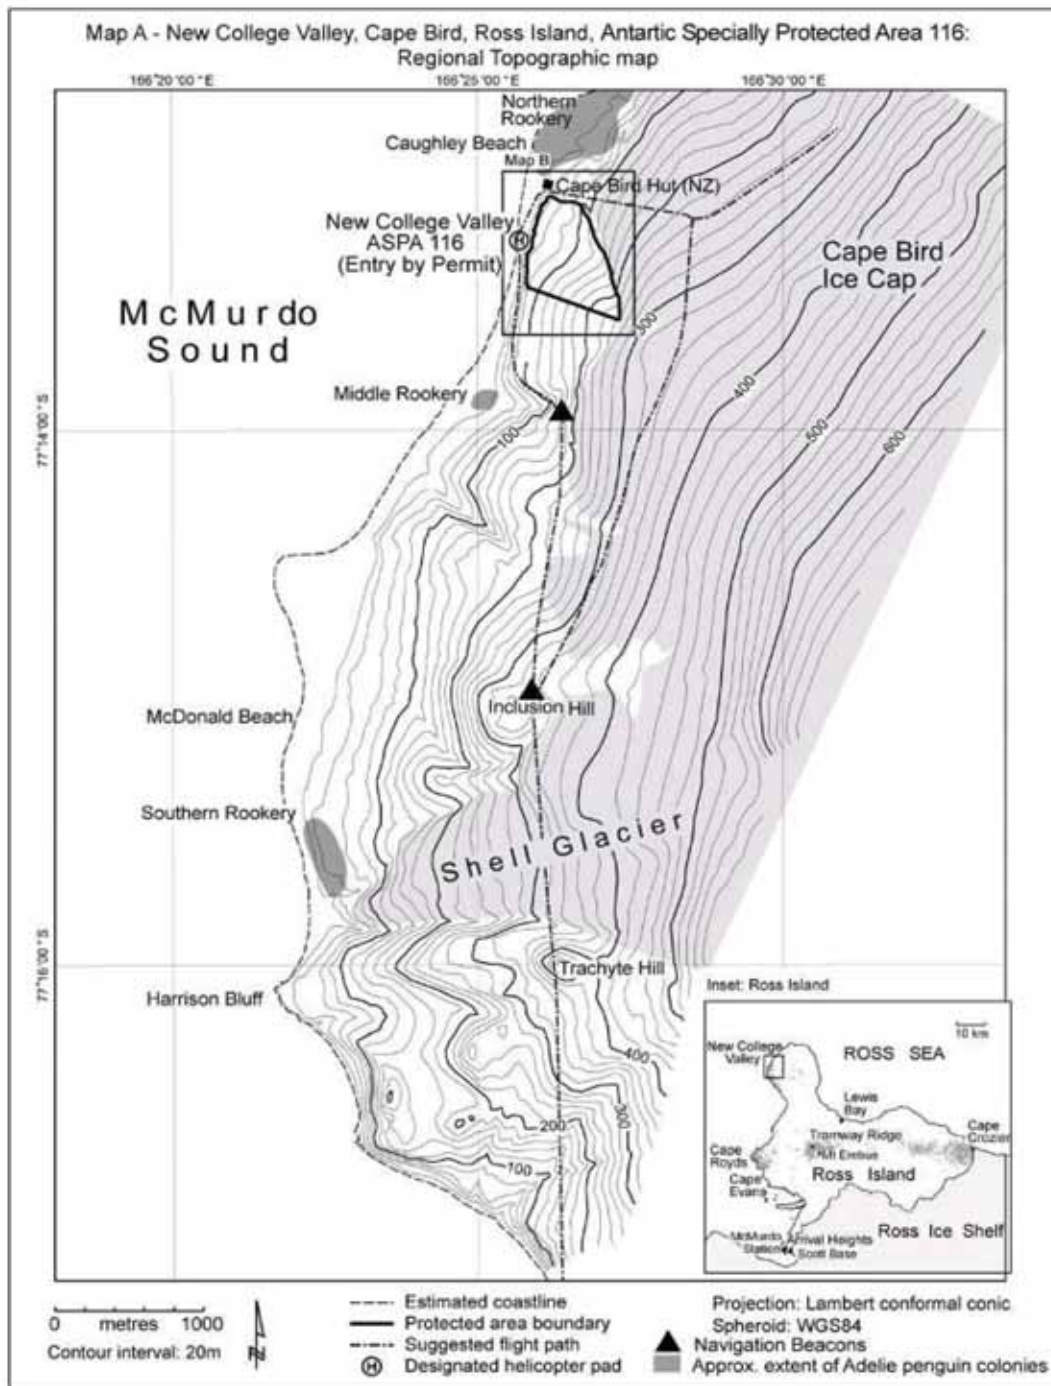 Map A - New College Valley, Cape Bird, Ross Island, Antartic Specially Protected Area 116:
Regional Topographic map
166°20'00" E
166°25'00" E
166°30'00" E
Northern
Rookery
Caughley Beach
Map B
Cape Bird Hut (NZ)
New College Valley
ASPA 116
(Entry by Permit)
H
Cape Bird
Ice Cap
McMurdo
Sound
300
400
500
600
Middle Rookery
77°14'00" S
100
Inclusion Hill
McDonald Beach
Southern Rookery
Shell Glacier
77°16'00" S
Trachyte Hill
Harrison Bluff
400
300
200
100
Inset: Ross Island
10 km
New College
Valley
ROSS SEA
Lewis
Bay
Tramway Ridge
Cape
Crozier
Cape
Royds
Mt Erebus
Ross Island
Cape
Evans
Ross Ice Shelf
McMurdo
Station
Arrival Heights
Scott Base
0 metres 1000
Contour interval: 20m
Estimated coastline
Protected area boundary
Suggested flight path
H Designated helicopter pad
Projection: Lambert conformal conic
Spheroid: WGS84
Navigation Beacons
Approx. extent of Adelie penguin colonies